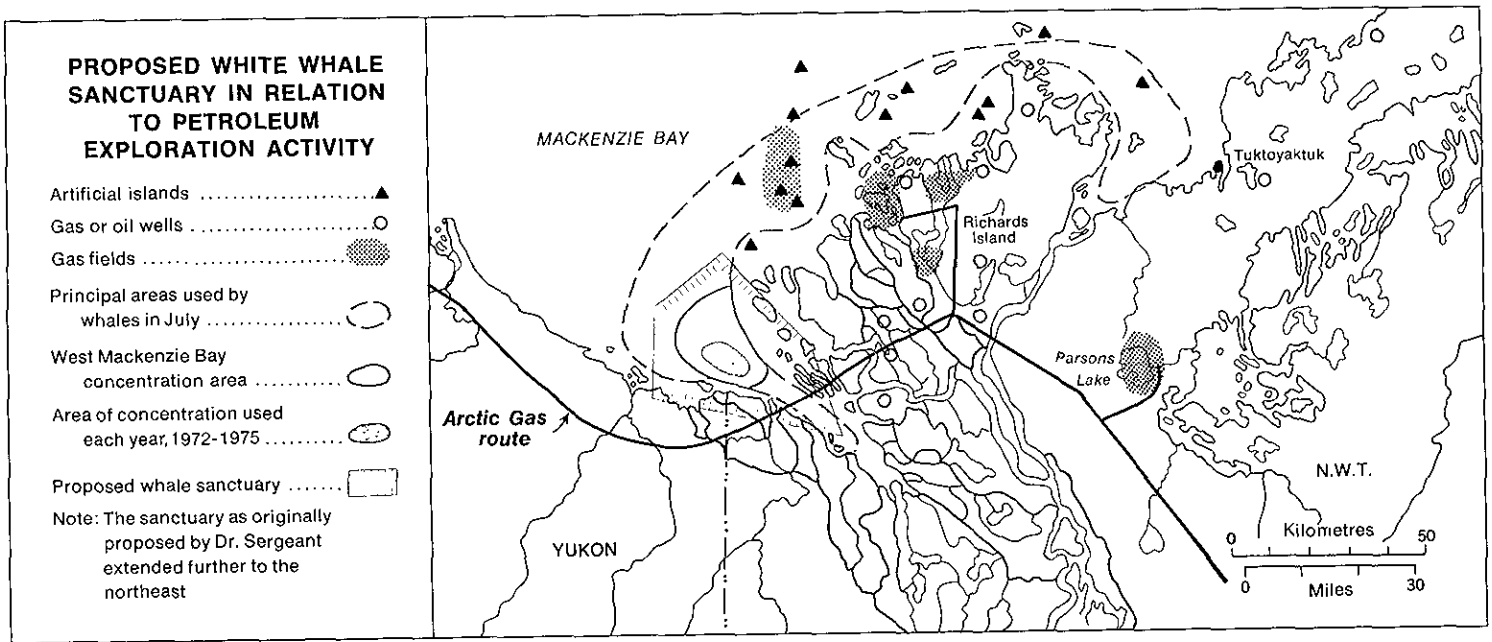 PROPOSED WHITE WHALE
SANCTUARY IN RELATION
TO PETROLEUM
EXPLORATION ACTIVITY
Artificial islands
Gas or oil wells
Gas fields
Principal areas used by
whales in July
West Mackenzie Bay
concentration area
Area of concentration used
each year, 1972-1975
Proposed whale sanctuary
Note: The sanctuary as originally
proposed by Dr. Sergeant
extended further to the
northeast
MACKENZIE BAY
Tuktoyaktuk
Richards
Island
Parsons
Lake
Arctic Gas
route
YUKON
N.W.T.
Kilometres
0 50
0 30
Miles